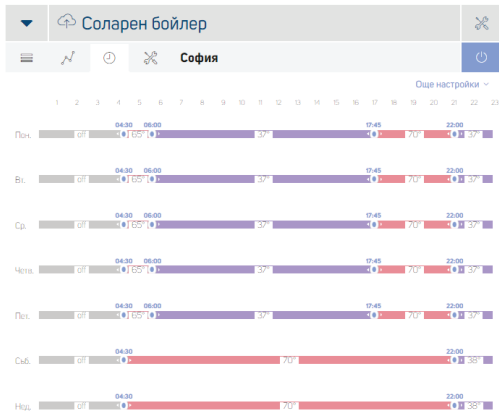 Соларен бойлер
София
Още настройки
1 2 3 4 5 6 7 8 9 10 11 12 13 14 15 16 17 18 19 20 21 22 23
04:30 06:00 17:45 22:00
Пон. off 65° 37° 70° 37°
04:30 06:00 17:45 22:00
Вт. off 65° 37° 70° 37°
04:30 06:00 17:45 22:00
Ср. off 65° 37° 70° 37°
04:30 06:00 17:45 22:00
Четв. off 65° 37° 70° 37°
04:30 06:00 17:45 22:00
Пет. off 65° 37° 70° 37°
04:30 22:00
Съб. off 70° 38°
04:30 22:00
Нед. off 70° 38°